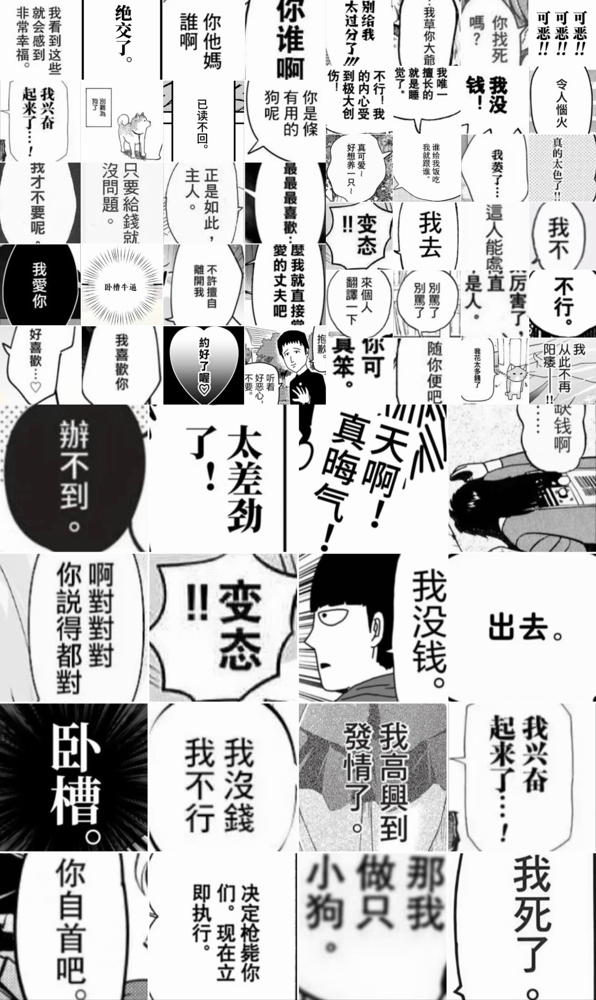 我看到这些
就会感到
非常幸福。
绝交了。
你他媽
誰啊
你谁啊
别给我
太过分了!!!
…我草你大爺
你找死
嗎？
可恶!!
可恶!!
可恶!!
我兴奋
起来了……!
別難為
狗了
已读不回。
你是條
有用的
狗呢
不行！我
的内心受
到极大创
伤！
我唯一
擅长的
就是睡
觉了。
我没
钱！
令人惱火
真可爱~
好想养一只~
谁给我饭吃
我就跟谁。
我萎了…
真的太色了!!
我才不要呢。
只要給錢就
沒問題。
正是如此，
主人。
最最最喜歡…
变态
!!
我去
這人能處
我不
我愛你
卧槽牛逼
不許擅自
離開我
麼我就直接當
愛的丈夫吧
來個人
翻譯一下
別罵了
別罵了
太厉害了，
简直
不是人。
不行。
好喜歡…♡
我喜歡你
約好了喔♡
抱歉。
听着
好恶心，
不要。
你可
真笨。
随你便吧
我花太多錢了
我
从此不再
阳痿——!!
辦不到。
太差劲
了！
天啊！
真晦气！
缺钱啊
……
啊對對對
你説得都對
变态
!!
我没钱。
出去。
卧槽。
我沒錢
我不行
我高興到
發情了。
我兴奋
起来了……!
你自首吧。
决定枪毙你
们。现在立
即执行。
那我
做只
小狗。
我死了。